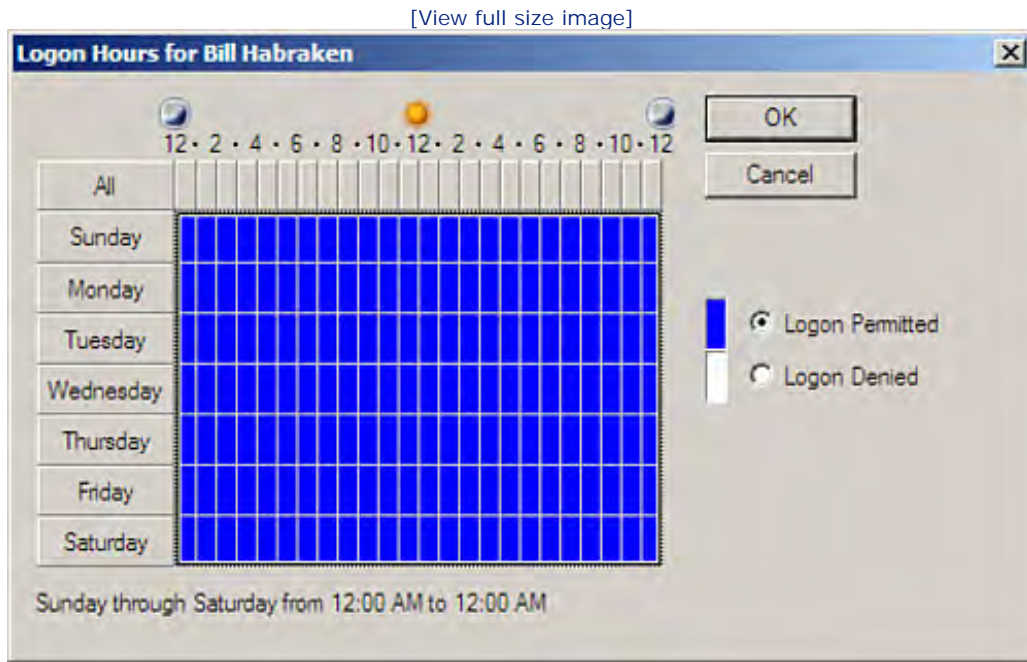 [View full size image]
Logon Hours for Bill Habraken
12 · 2 · 4 · 6 · 8 · 10 · 12 · 2 · 4 · 6 · 8 · 10 · 12
OK
Cancel
All
Sunday
Monday
Tuesday
Wednesday
Thursday
Friday
Saturday
Logon Permitted
Logon Denied
Sunday through Saturday from 12:00 AM to 12:00 AM